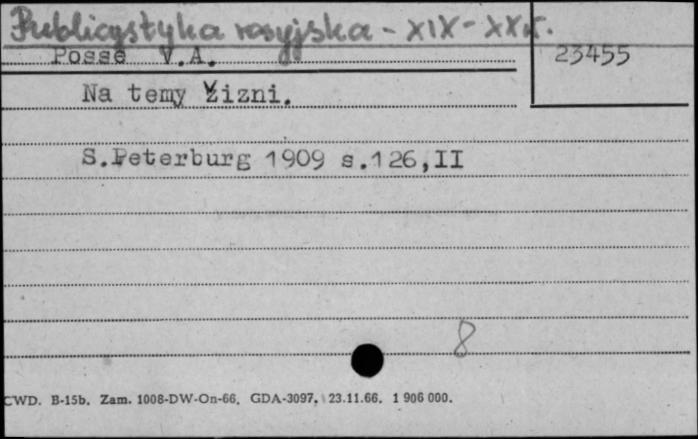 Publicystyka rosyjska - XIX - XX w.
Posse V.A.
23455
Na temy Žizni.
S.Peterburg 1909 s.126,II
8
CWD. B-15b. Zam. 1008-DW-On-66. GDA-3097. 23.11.66. 1 906 000.